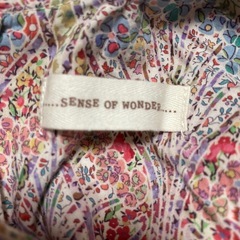 .....SENSE OF WONDER.....